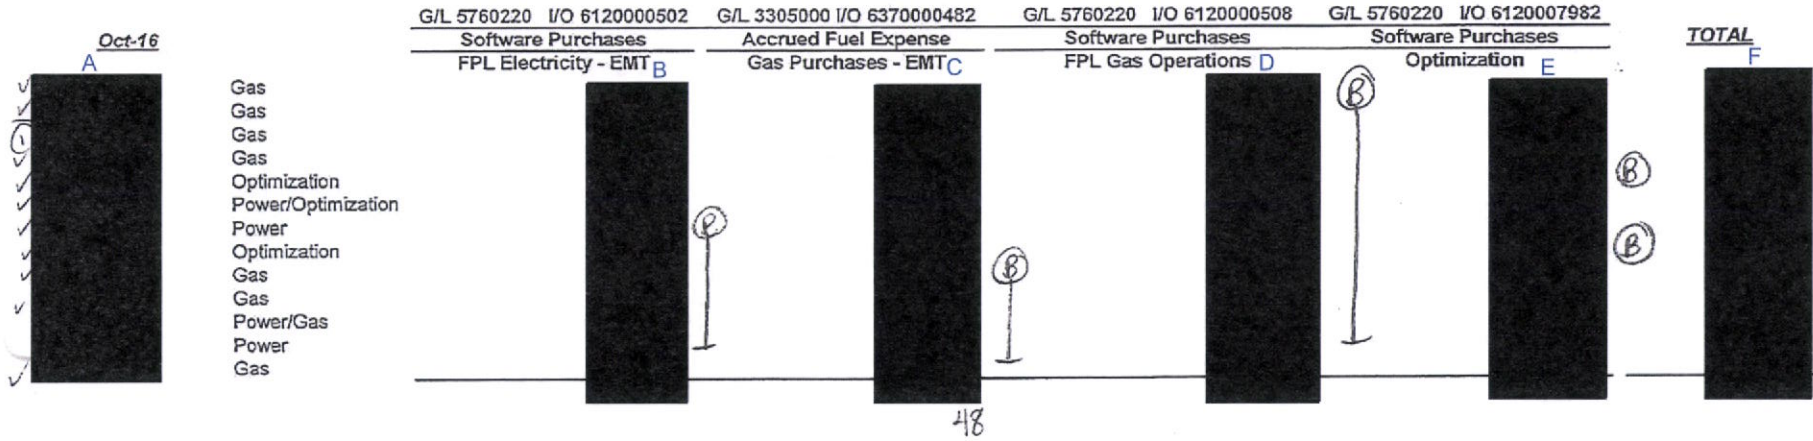 G/L 5760220 I/O 6120000502 G/L 3305000 I/O 6370000482 G/L 5760220 I/O 6120000508 G/L 5760220 I/O 6120007982
Oct-16 Software Purchases Accrued Fuel Expense Software Purchases Software Purchases TOTAL
A FPL Electricity - EMT B Gas Purchases - EMT C FPL Gas Operations D Optimization E F
Gas B
Gas
1 Gas
Gas
Optimization B
Power/Optimization
Power
Optimization B
Gas B
Gas
Power/Gas
Power
Gas
48